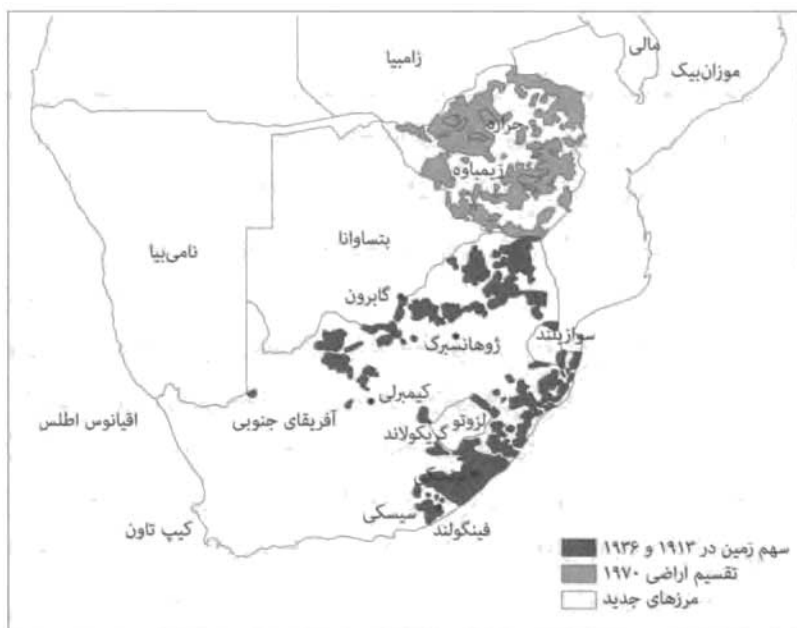 زامبیا
مالی
موزان‌بیک
حراره
زیمباوه
نامی‌بیا
بتساوانا
گابرون
سوازیلند
ژوهانسبرگ
کیمبرلی
اقیانوس اطلس
آفریقای جنوبی
لزوتو
گریکولاند
سیسکی
کیپ تاون
فینگولند
سهم زمین در ۱۹۱۳ و ۱۹۳۶
تقسیم اراضی ۱۹۷۰
مرزهای جدید